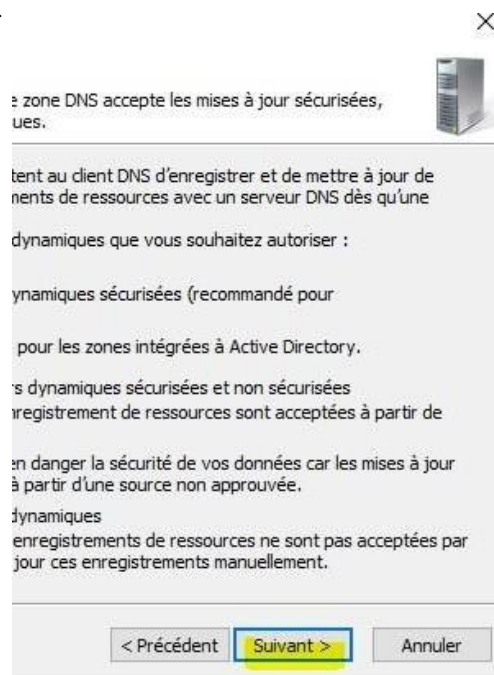 zone DNS accepte les mises à jour sécurisées,
ues.
tent au client DNS d'enregistrer et de mettre à jour de
ments de ressources avec un serveur DNS dès qu'une
dynamiques que vous souhaitez autoriser :
ynamiques sécurisées (recommandé pour
pour les zones intégrées à Active Directory.
rs dynamiques sécurisées et non sécurisées
nregistrement de ressources sont acceptées à partir de
en danger la sécurité de vos données car les mises à jour
à partir d'une source non approuvée.
dynamiques
enregistrements de ressources ne sont pas acceptées par
jour ces enregistrements manuellement.
< Précédent Suivant > Annuler